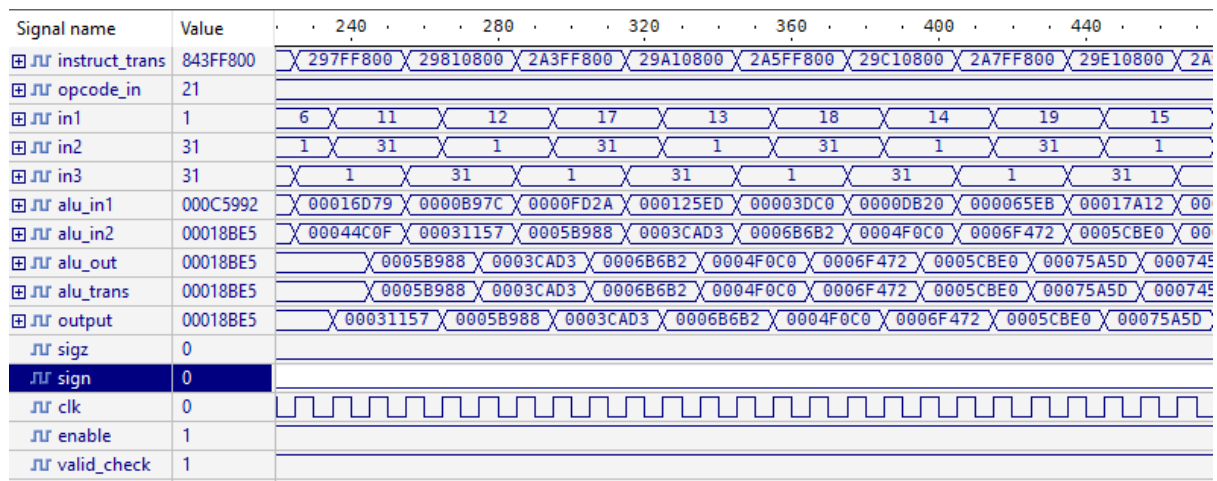 Signal name Value 240 280 320 360 400 440
instruct_trans 843FF800 297FF800 29810800 2A3FF800 29A10800 2A5FF800 29C10800 2A7FF800 29E10800 2A
opcode_in 21
in1 1 6 11 12 17 13 18 14 19 15
in2 31 1 31 1 31 1 31 1 31 1
in3 31 1 31 1 31 1 31 1 31
alu_in1 000C5992 00016D79 0000B97C 0000FD2A 000125ED 00003DC0 0000DB20 000065EB 00017A12 00
alu_in2 00018BE5 00044C0F 00031157 0005B988 0003CAD3 0006B6B2 0004F0C0 0006F472 0005CBE0 00
alu_out 00018BE5 0005B988 0003CAD3 0006B6B2 0004F0C0 0006F472 0005CBE0 00075A5D 000745
alu_trans 00018BE5 0005B988 0003CAD3 0006B6B2 0004F0C0 0006F472 0005CBE0 00075A5D 000745
output 00018BE5 00031157 0005B988 0003CAD3 0006B6B2 0004F0C0 0006F472 0005CBE0 00075A5D
sigz 0
sign 0
clk 0
enable 1
valid_check 1